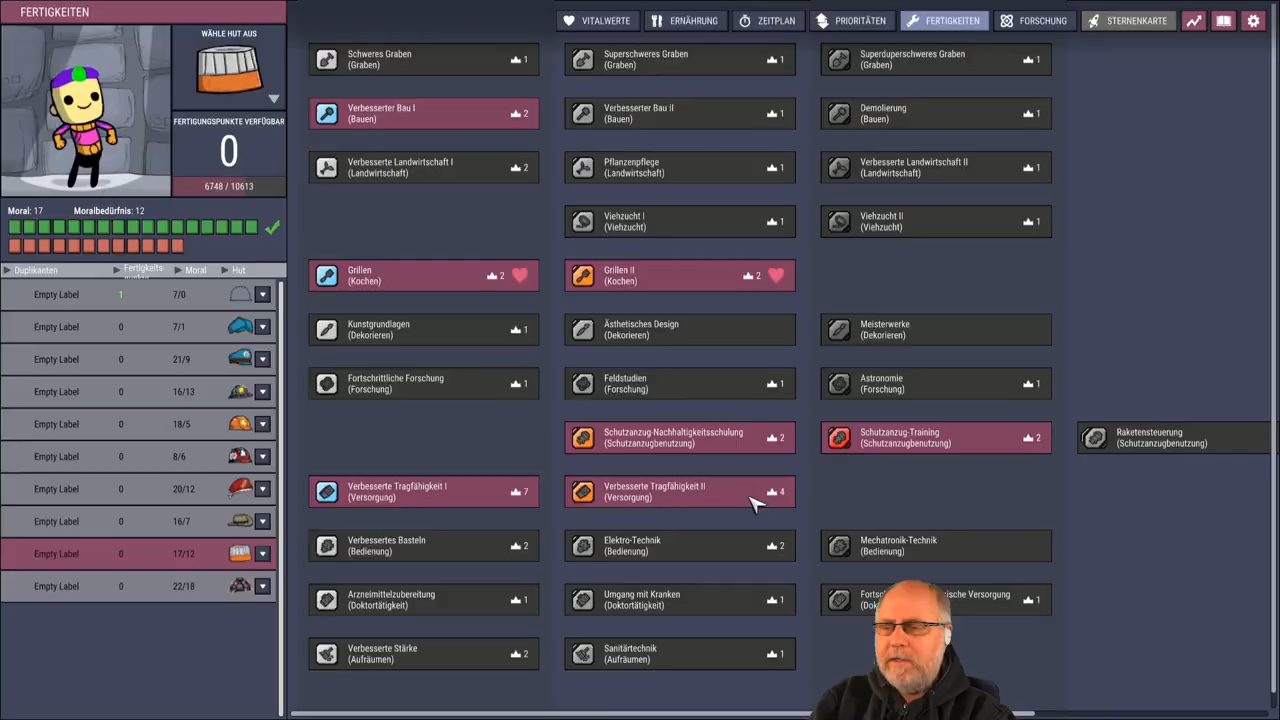 FERTIGKEITEN
VITALWERTE
ERNÄHRUNG
ZEITPLAN
PRIORITÄTEN
FERTIGKEITEN
FORSCHUNG
STERNENKARTE
WÄHLE HUT AUS
FERTIGUNGSPUNKTE VERFÜGBAR
0
6748 / 10613
Moral: 17 Moralbedürfnis: 12
Duplikanten
Fertigkeits
Moral
Hut
Empty Label 1 7/0
Empty Label 0 7/1
Empty Label 0 21/9
Empty Label 0 16/13
Empty Label 0 18/5
Empty Label 0 8/6
Empty Label 0 20/12
Empty Label 0 16/7
Empty Label 0 17/12
Empty Label 0 22/18
Schweres Graben
(Graben)
1
Superschweres Graben
(Graben)
1
Superduperschweres Graben
(Graben)
1
Verbesserter Bau I
(Bauen)
2
Verbesserter Bau II
(Bauen)
1
Demolierung
(Bauen)
1
Verbesserte Landwirtschaft I
(Landwirtschaft)
2
Pflanzenpflege
(Landwirtschaft)
1
Verbesserte Landwirtschaft II
(Landwirtschaft)
1
Viehzucht I
(Viehzucht)
1
Viehzucht II
(Viehzucht)
1
Grillen
(Kochen)
2
Grillen II
(Kochen)
2
Kunstgrundlagen
(Dekorieren)
1
Ästhetisches Design
(Dekorieren)
Meisterwerke
(Dekorieren)
Fortschrittliche Forschung
(Forschung)
1
Feldstudien
(Forschung)
1
Astronomie
(Forschung)
1
Schutzanzug-Nachhaltigkeitsschulung
(Schutzanzugbenutzung)
2
Schutzanzug-Training
(Schutzanzugbenutzung)
2
Raketensteuerung
(Schutzanzugbenutzung)
Verbesserte Tragfähigkeit I
(Versorgung)
7
Verbesserte Tragfähigkeit II
(Versorgung)
4
Verbessertes Basteln
(Bedienung)
2
Elektro-Technik
(Bedienung)
2
Mechatronik-Technik
(Bedienung)
Arzneimittelzubereitung
(Doktortätigkeit)
1
Umgang mit Kranken
(Doktortätigkeit)
1
ische Versorgung
1
Verbesserte Stärke
(Aufräumen)
2
Sanitärtechnik
(Aufräumen)
1